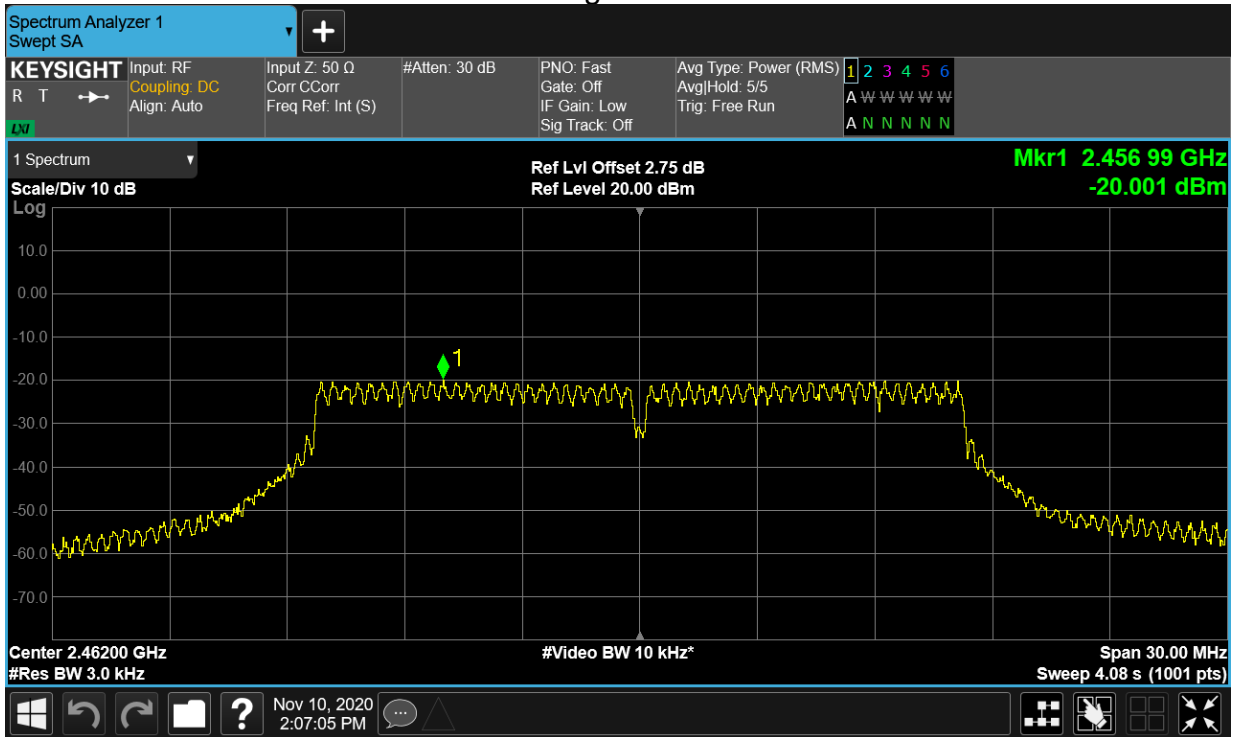 Spectrum Analyzer 1
Swept SA
KEYSIGHT
R T
LXI
Input: RF
Coupling: DC
Align: Auto
Input Z: 50 Ω
Corr CCorr
Freq Ref: Int (S)
#Atten: 30 dB
PNO: Fast
Gate: Off
IF Gain: Low
Sig Track: Off
Avg Type: Power (RMS)
Avg|Hold: 5/5
Trig: Free Run
1 2 3 4 5 6
A W W W W W
A N N N N N
1 Spectrum
Scale/Div 10 dB
Log
Ref Lvl Offset 2.75 dB
Ref Level 20.00 dBm
Mkr1 2.456 99 GHz
-20.001 dBm
10.0
0.00
-10.0
1
-20.0
-30.0
-40.0
-50.0
-60.0
-70.0
Center 2.46200 GHz
#Res BW 3.0 kHz
#Video BW 10 kHz*
Span 30.00 MHz
Sweep 4.08 s (1001 pts)
?
Nov 10, 2020
2:07:05 PM